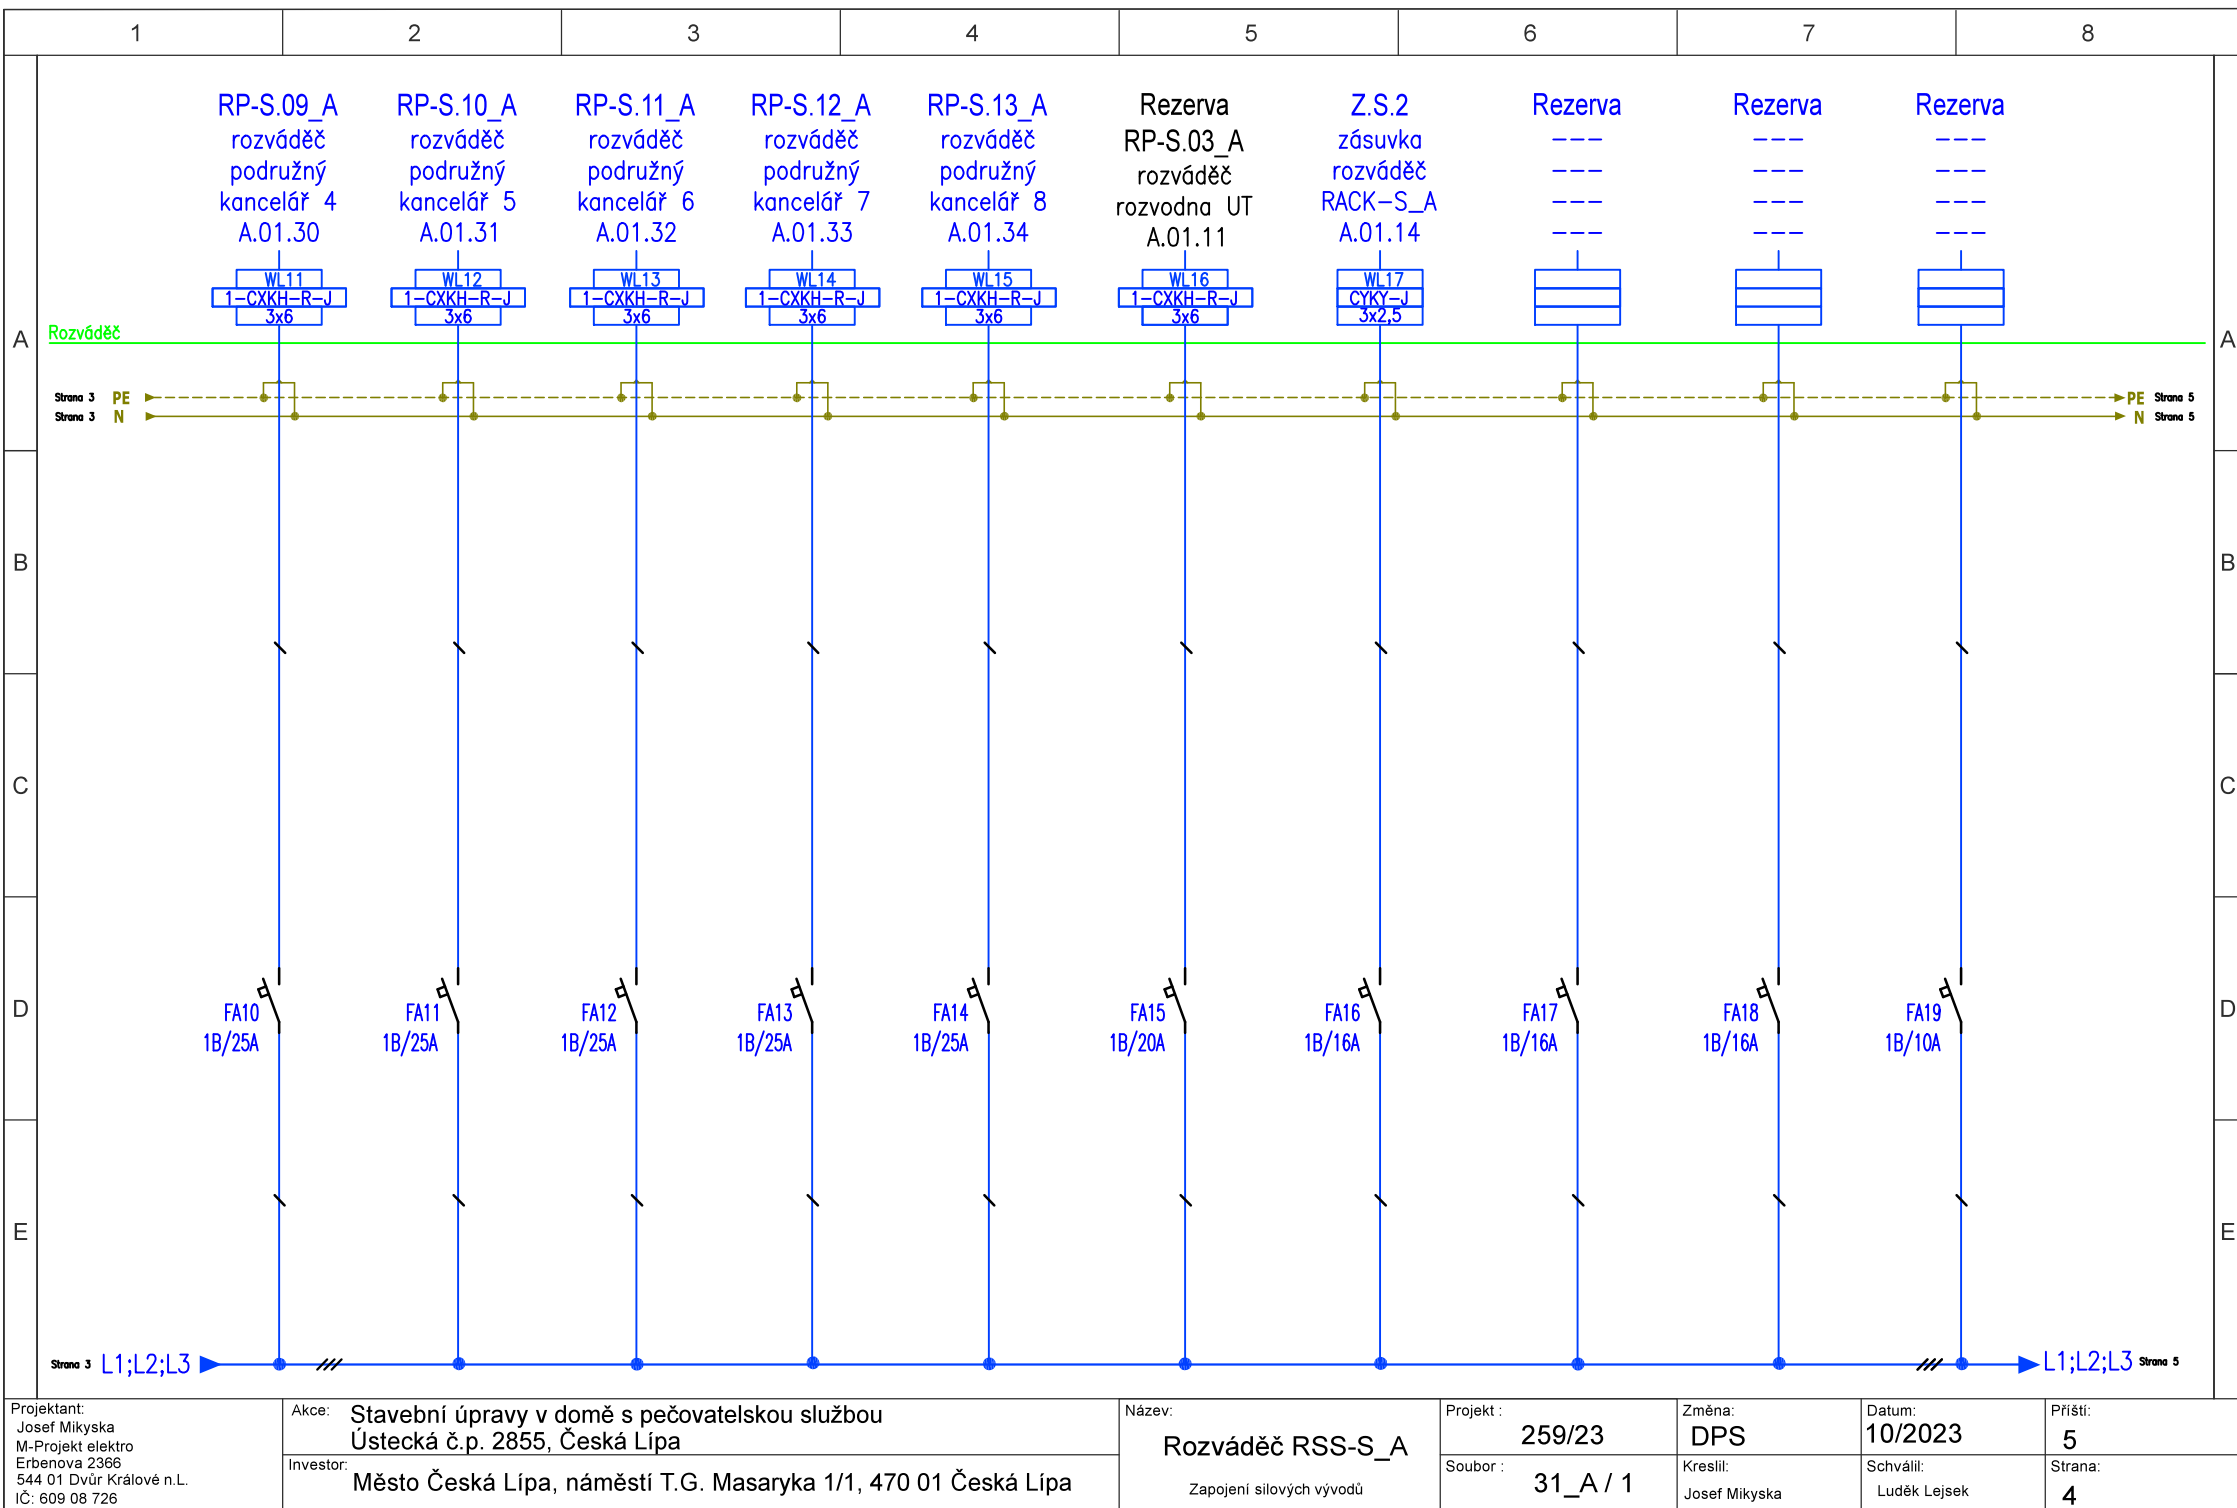 1 2 3 4 5 6 7 8
RP-S.09_A
rozváděč
podružný
kancelář 4
A.01.30
WL11
1-CXKH-R-J
3x6
RP-S.10_A
rozváděč
podružný
kancelář 5
A.01.31
WL12
1-CXKH-R-J
3x6
RP-S.11_A
rozváděč
podružný
kancelář 6
A.01.32
WL13
1-CXKH-R-J
3x6
RP-S.12_A
rozváděč
podružný
kancelář 7
A.01.33
WL14
1-CXKH-R-J
3x6
RP-S.13_A
rozváděč
podružný
kancelář 8
A.01.34
WL15
1-CXKH-R-J
3x6
Rezerva
RP-S.03_A
rozváděč
rozvodna UT
A.01.11
WL16
1-CXKH-R-J
3x6
Z.S.2
zásuvka
rozváděč
RACK-S_A
A.01.14
WL17
CYKY-J
3x2,5
Rezerva
---
---
---
---
Rezerva
---
---
---
---
Rezerva
---
---
---
---
A A
Rozváděč
Strana 3 PE PE Strana 5
Strana 3 N N Strana 5
B B
C C
D D
FA10
1B/25A
FA11
1B/25A
FA12
1B/25A
FA13
1B/25A
FA14
1B/25A
FA15
1B/20A
FA16
1B/16A
FA17
1B/16A
FA18
1B/16A
FA19
1B/10A
E E
Strana 3 L1;L2;L3 L1;L2;L3 Strana 5
Projektant:
Josef Mikyska
M-Projekt elektro
Erbenova 2366
544 01 Dvůr Králové n.L.
IČ: 609 08 726
Akce: Stavební úpravy v domě s pečovatelskou službou
Ústecká č.p. 2855, Česká Lípa
Investor: Město Česká Lípa, náměstí T.G. Masaryka 1/1, 470 01 Česká Lípa
Název:
Rozváděč RSS-S_A
Zapojení silových vývodů
Projekt :
259/23
Soubor :
31_A / 1
Změna:
DPS
Kreslil:
Josef Mikyska
Datum:
10/2023
Schválil:
Luděk Lejsek
Příští:
5
Strana:
4